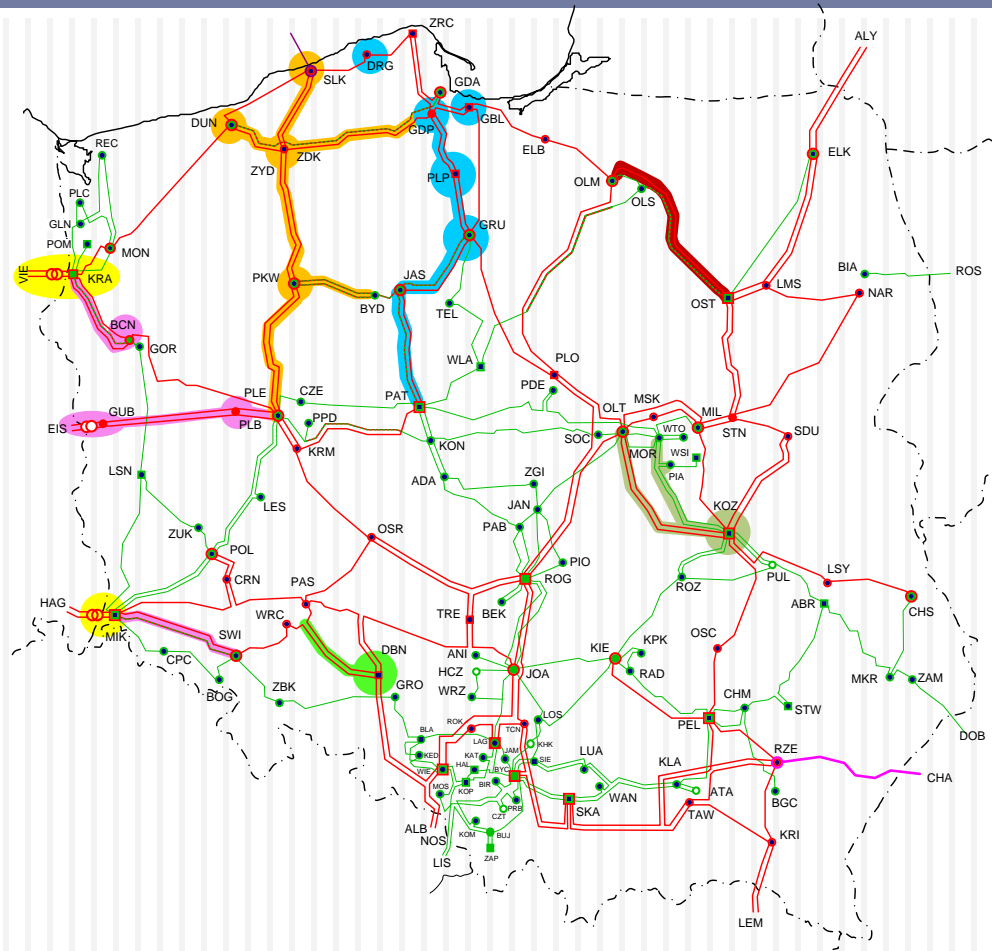 ZRC
ALY
DRG
SLK
GDA
GBL
DUN
GDP
ZDK
ELB
REC
ZYD
ELK
PLP
OLM
PLC
OLS
GLN
GRU
POM
MON
VIE
KRA
PKW
JAS
BIA
ROS
LMS
NAR
BYD
OST
TEL
BCN
GOR
WLA
PLO
PDE
CZE
PLE
PAT
MSK
GUB
OLT
MIL
PPD
WTO
EIS
PLB
SOC
STN
SDU
KRM
KON
MOR
WSI
PIA
LSN
ADA
ZGI
LES
JAN
KOZ
ZUK
PAB
OSR
POL
PIO
PUL
LSY
CRN
ROG
ROZ
HAG
PAS
ABR
CHS
BEK
MIK
WRC
TRE
SWI
OSC
DBN
ANI
KPK
KIE
CPC
HCZ
JOA
RAD
MKR
ZAM
BOG
WRZ
GRO
ZBK
CHM
STW
LOS
PEL
BLA
ROK
TCN
DOB
LAG
KHK
KED
KAT
JAM
SIE
RZE
LUA
WIE
HAL
BYC
KLA
CHA
MOS
KOP
BIR
WAN
ATA
BGC
PRB
CZT
SKA
TAW
ALB
NOS
KOM
BUJ
KRI
LIS
ZAP
LEM